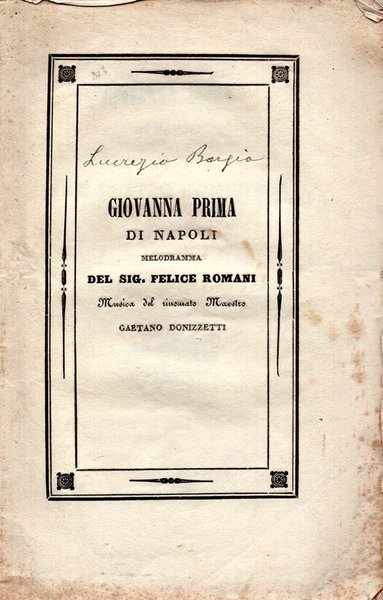 Lucrezia Borgia
GIOVANNA PRIMA
DI NAPOLI
MELODRAMMA
DEL SIG. FELICE ROMANI
Musica del rinomato Maestro
GAETANO DONIZZETTI